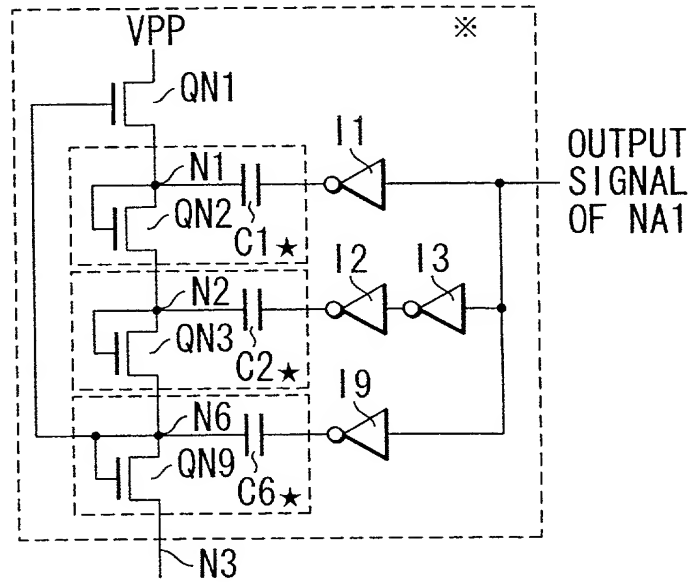 VPP
※
QN1
I1
OUTPUT
SIGNAL
OF NA1
N1
QN2
C1★
I2
I3
N2
QN3
C2★
I9
N6
QN9
C6★
N3